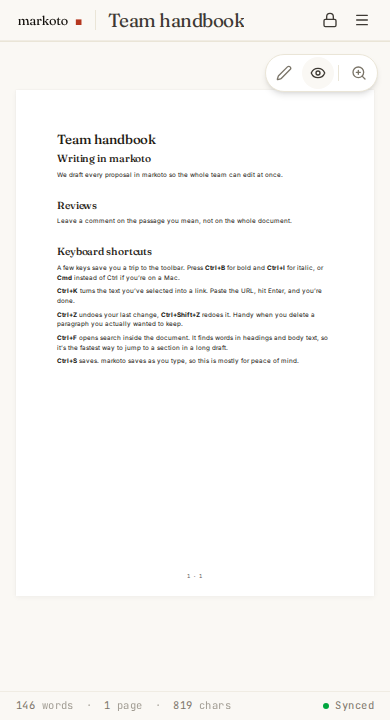 markoto
Team handbook
Team handbook
Writing in markoto
We draft every proposal in markoto so the whole team can edit at once.
Reviews
Leave a comment on the passage you mean, not on the whole document.
Keyboard shortcuts
A few keys save you a trip to the toolbar. Press Ctrl+B for bold and Ctrl+I for italic, or
Cmd instead of Ctrl if you're on a Mac.
Ctrl+K turns the text you've selected into a link. Paste the URL, hit Enter, and you're
done.
Ctrl+Z undoes your last change, Ctrl+Shift+Z redoes it. Handy when you delete a
paragraph you actually wanted to keep.
Ctrl+F opens search inside the document. It finds words in headings and body text, so
it's the fastest way to jump to a section in a long draft.
Ctrl+S saves. markoto saves as you type, so this is mostly for peace of mind.
1 - 1
146 words · 1 page · 819 chars
Synced